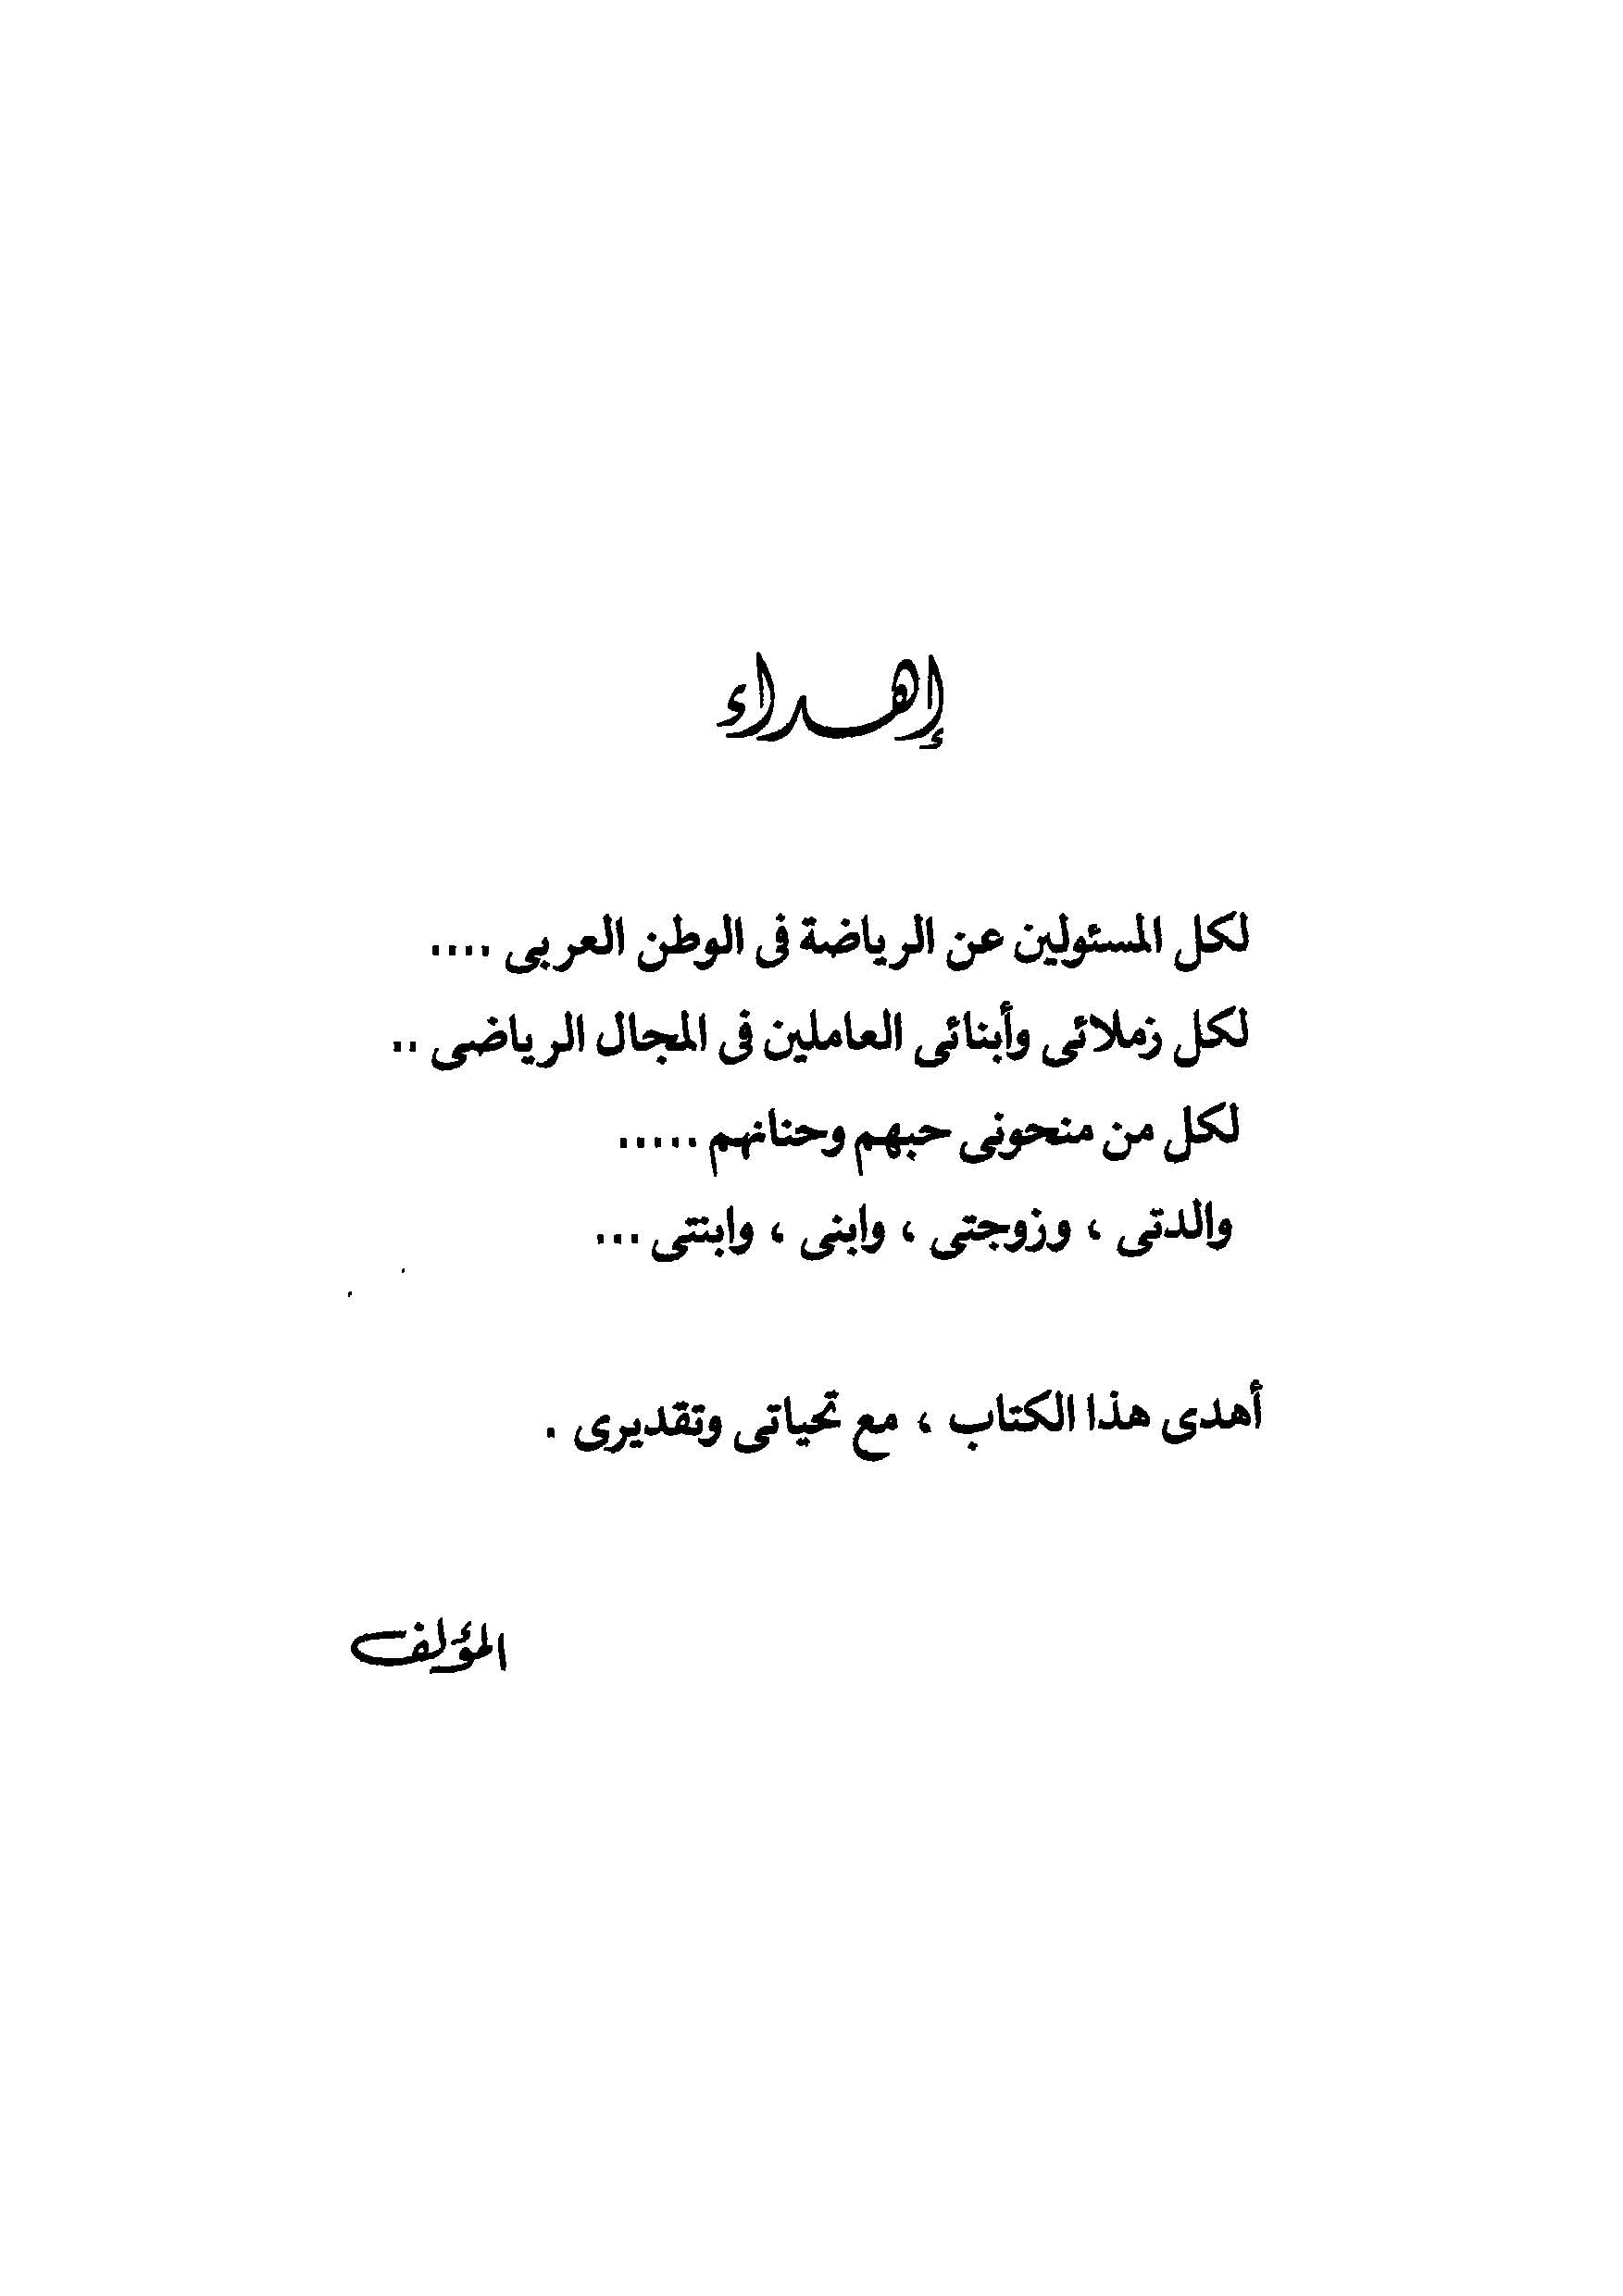 إهداء
لكل المسئولين عن الرياضة فى الوطن العربى ....
لكل زملائى وأبنائى العاملين فى المجال الرياضى ..
لكل من منحونى حبهم وحنانهم .....
والدتى ، وزوجتى ، وابنى ، وابنتى ...
أهدى هذا الكتاب ، مع تحياتى وتقديرى .
المؤلف